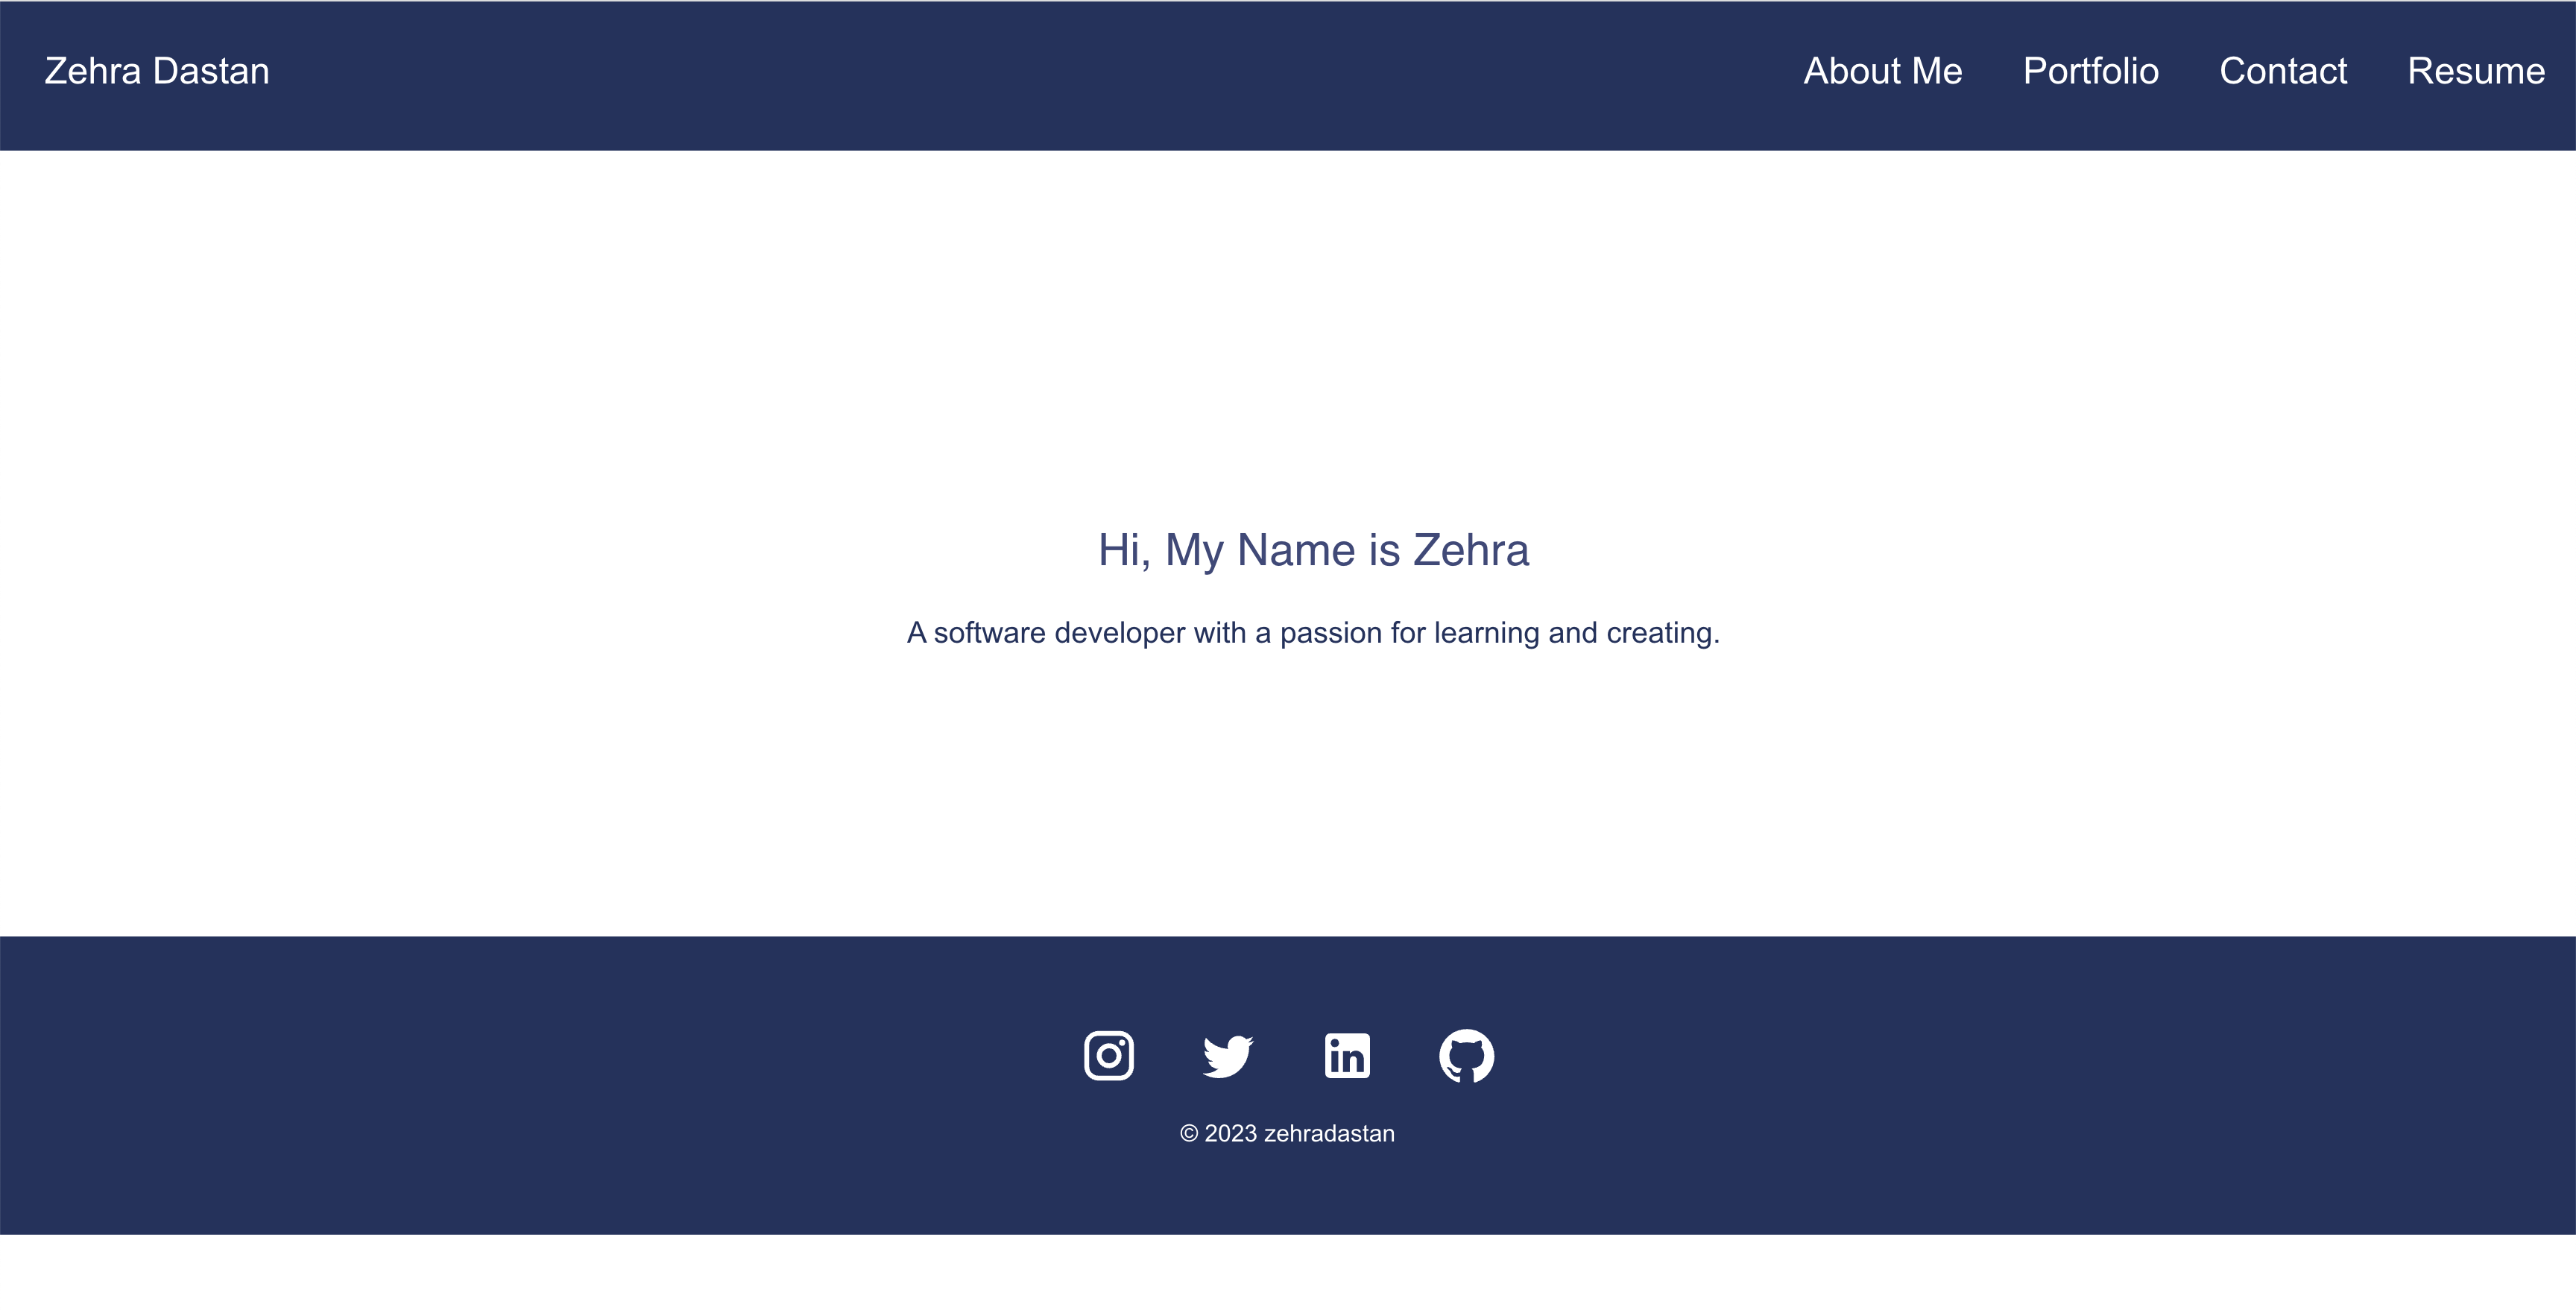 Zehra Dastan
About Me Portfolio Contact Resume
Hi, My Name is Zehra
A software developer with a passion for learning and creating.
in
© 2023 zehradastan